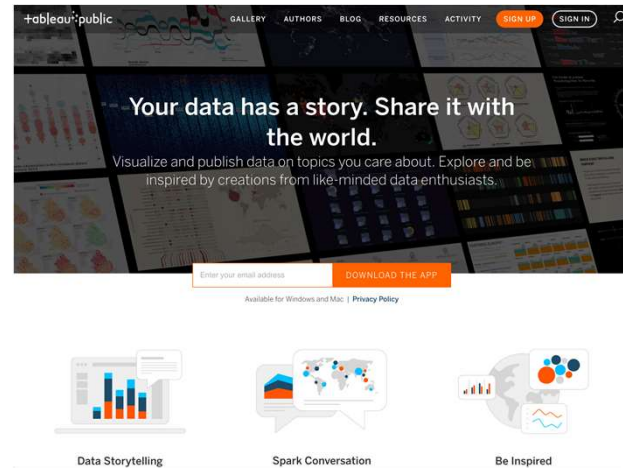 +ableau:public
GALLERY AUTHORS BLOG RESOURCES ACTIVITY SIGN UP SIGN IN
Your data has a story. Share it with
the world.
Visualize and publish data on topics you care about. Explore and be
inspired by creations from like-minded data enthusiasts.
Enter your email address DOWNLOAD THE APP
Available for Windows and Mac | Privacy Policy
Data Storytelling Spark Conversation Be Inspired